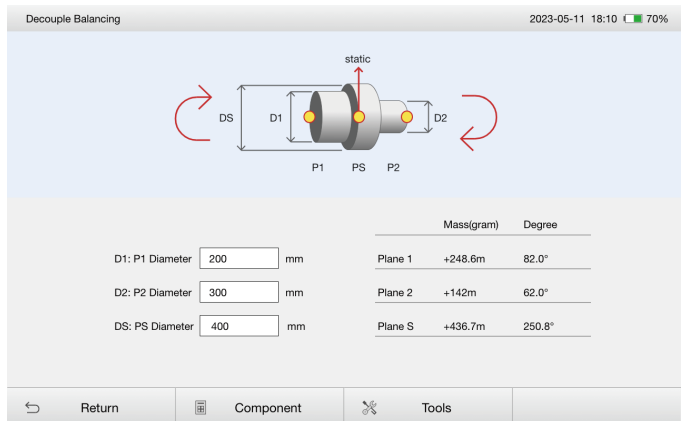 Decouple Balancing 2023-05-11 18:10 70%
static
DS D1 D2
P1 PS P2
Mass(gram) Degree
D1: P1 Diameter 200 mm Plane 1 +248.6m 82.0°
D2: P2 Diameter 300 mm Plane 2 +142m 62.0°
DS: PS Diameter 400 mm Plane S +436.7m 250.8°
Return Component Tools